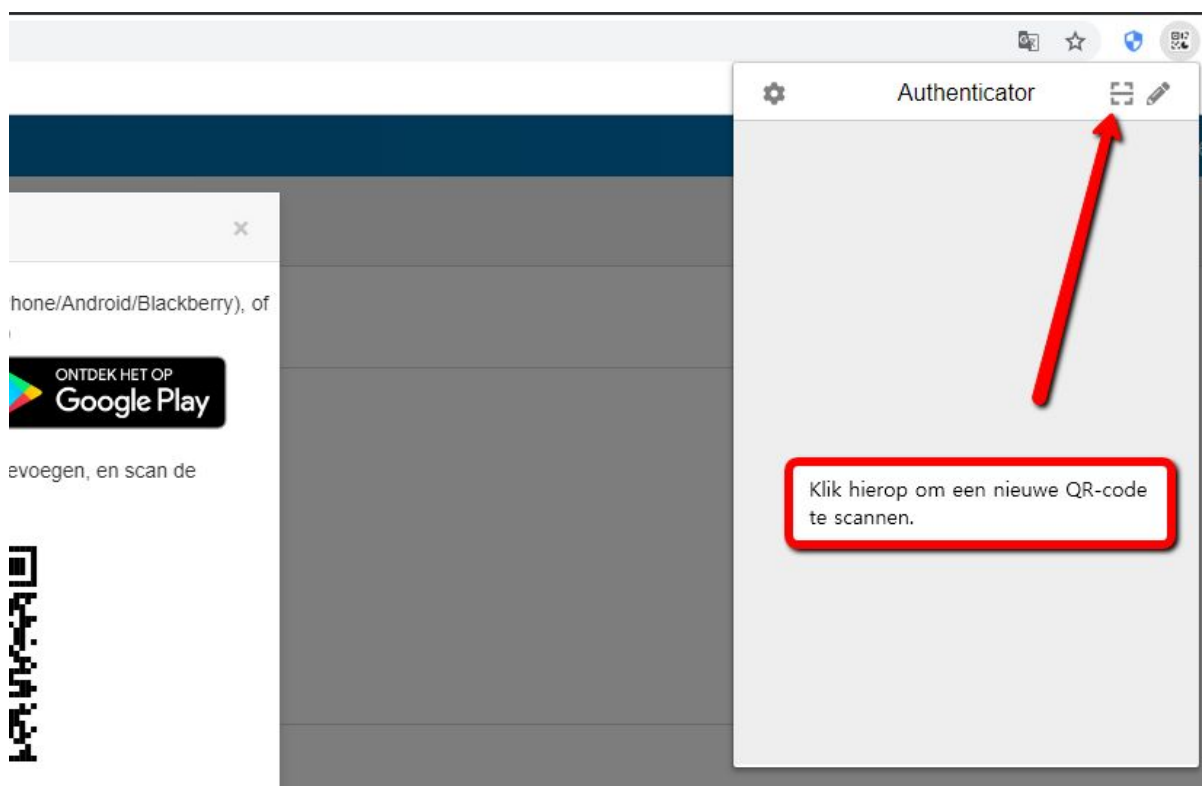 Authenticator
×
hone/Android/Blackberry), of
ONTDEK HET OP
Google Play
evoegen, en scan de
Klik hierop om een nieuwe QR-code
te scannen.